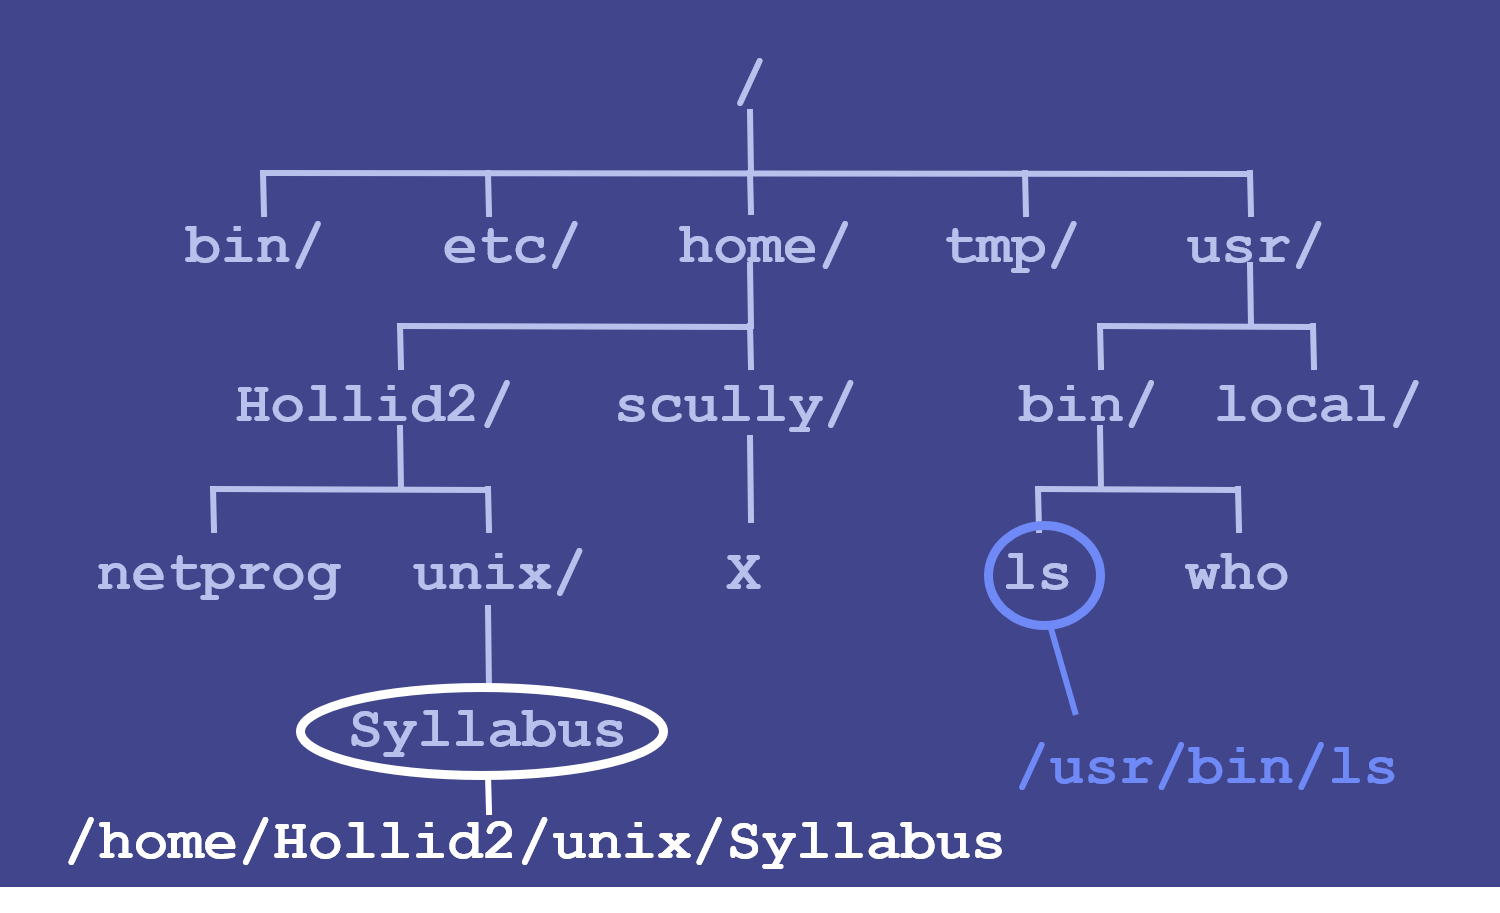 /
bin/ etc/ home/ tmp/ usr/
Hollid2/ scully/ bin/ local/
netprog unix/ X ls who
Syllabus
/usr/bin/ls
/home/Hollid2/unix/Syllabus